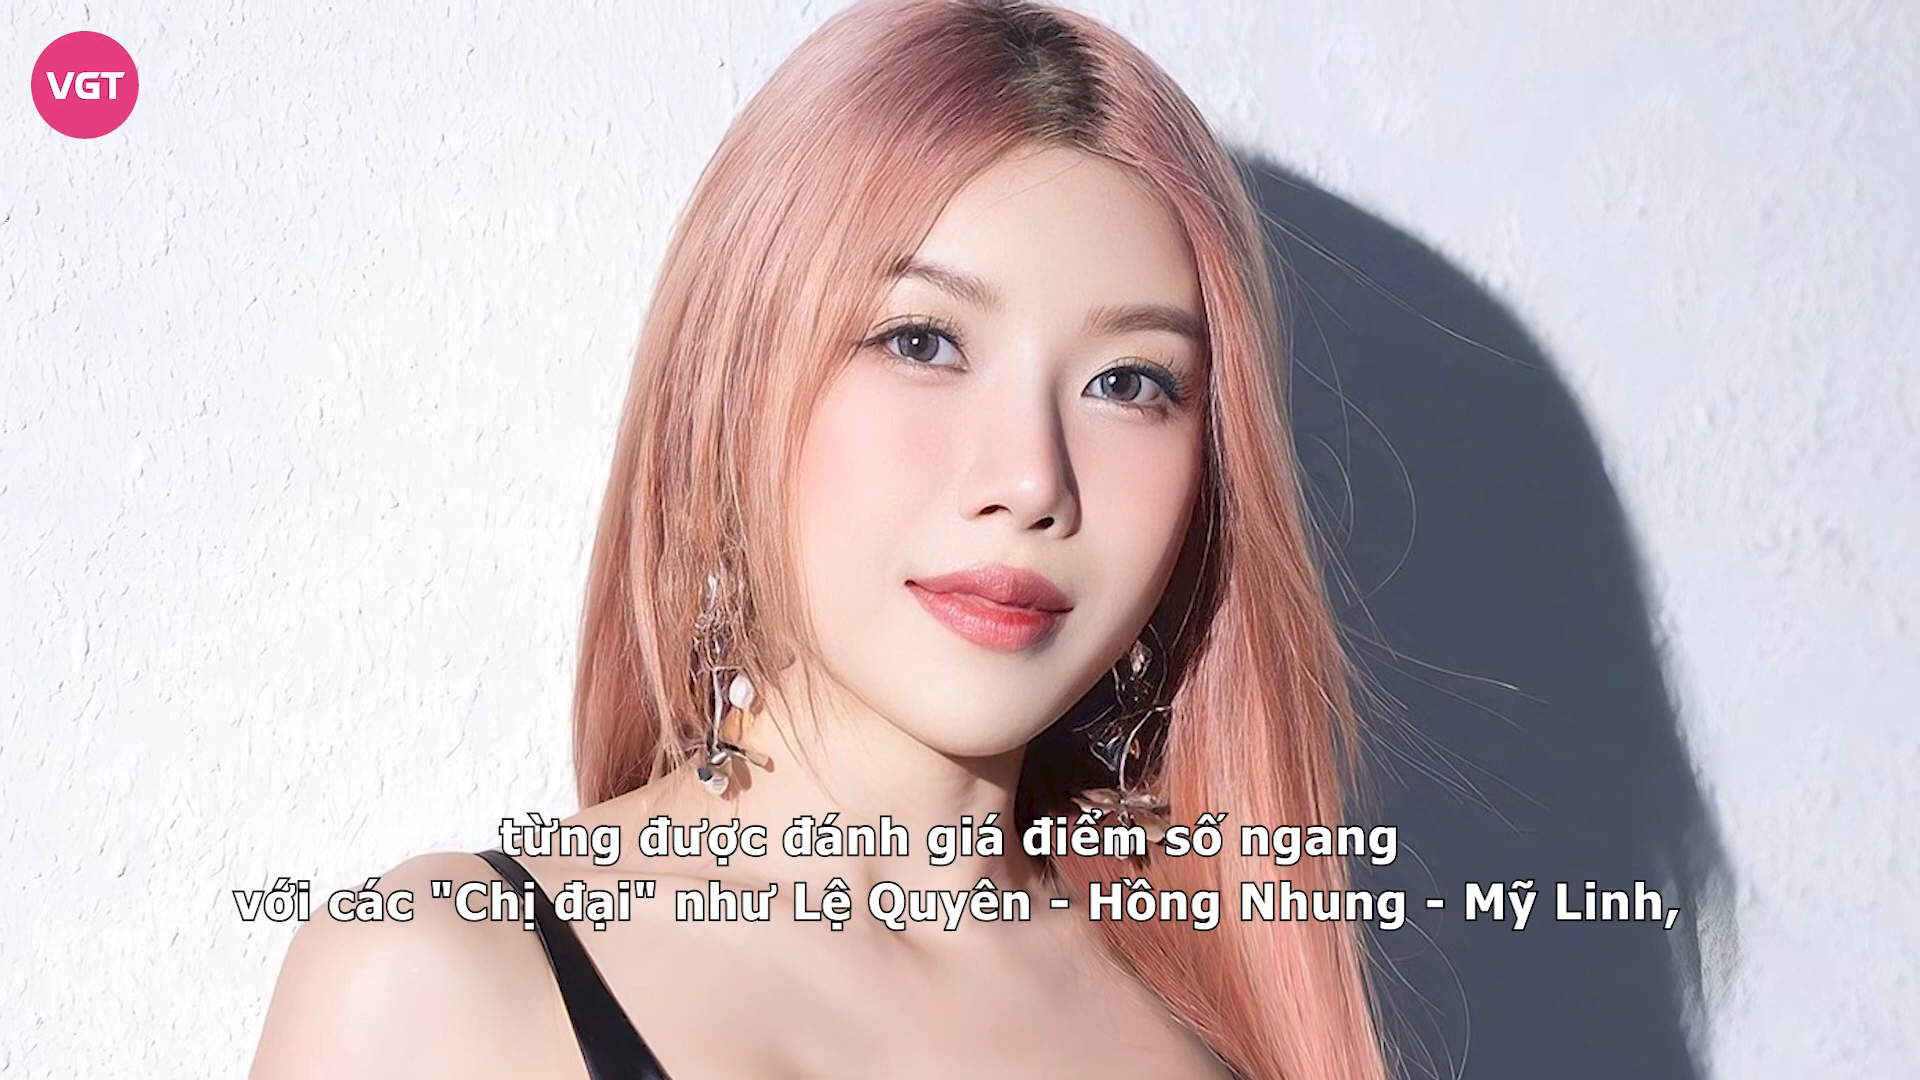 VGT
từng được đánh giá điểm số ngang
với các "Chị đại" như Lệ Quyên - Hồng Nhung - Mỹ Linh,